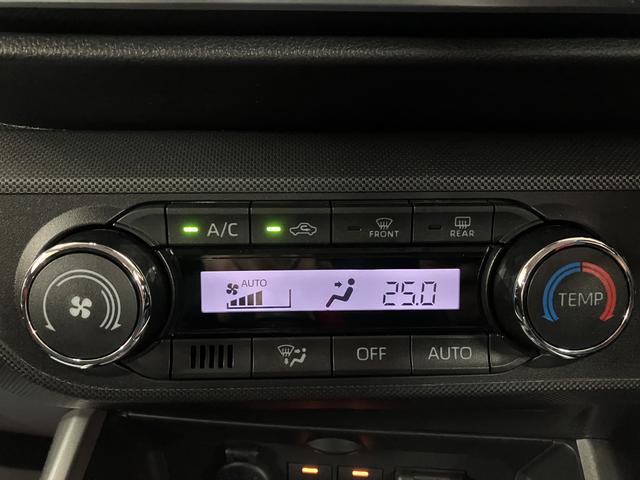 A/C
FRONT
REAR
AUTO
25.0
TEMP
OFF
AUTO